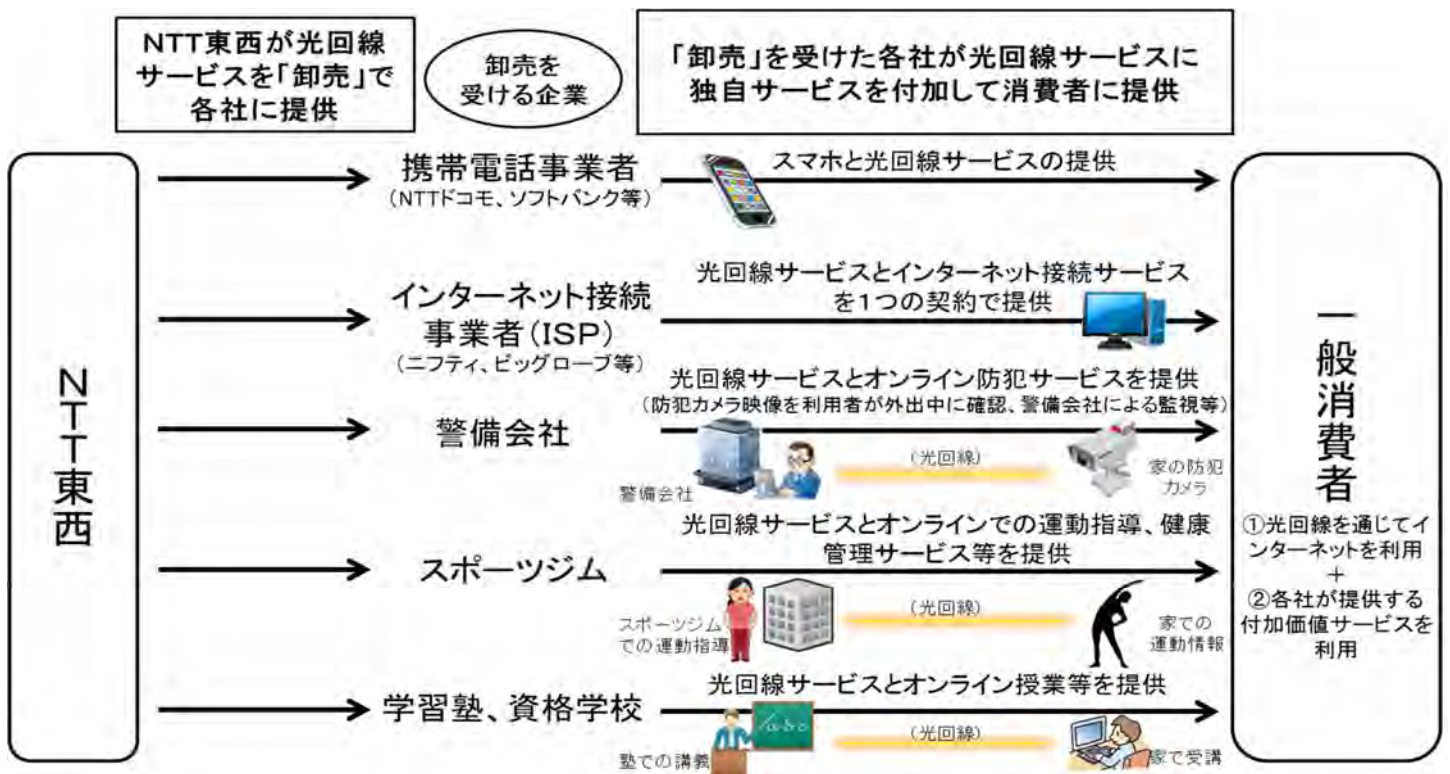 NTT東西が光回線
サービスを「卸売」で
各社に提供
卸売を
受ける企業
「卸売」を受けた各社が光回線サービスに
独自サービスを付加して消費者に提供
NTT東西
携帯電話事業者
(NTTドコモ、ソフトバンク等)
スマホと光回線サービスの提供
インターネット接続
事業者(ISP)
(ニフティ、ビッグローブ等)
光回線サービスとインターネット接続サービス
を1つの契約で提供
警備会社
光回線サービスとオンライン防犯サービスを提供
(防犯カメラ映像を利用者が外出中に確認、警備会社による監視等)
(光回線)
警備会社
家の防犯
カメラ
スポーツジム
光回線サービスとオンラインでの運動指導、健康
管理サービス等を提供
(光回線)
スポーツジム
での運動指導
家での
運動情報
学習塾、資格学校
光回線サービスとオンライン授業等を提供
(光回線)
塾での講義
家で受講
一般消費者
①光回線を通じてイ
ンターネットを利用
+
②各社が提供する
付加価値サービスを
利用